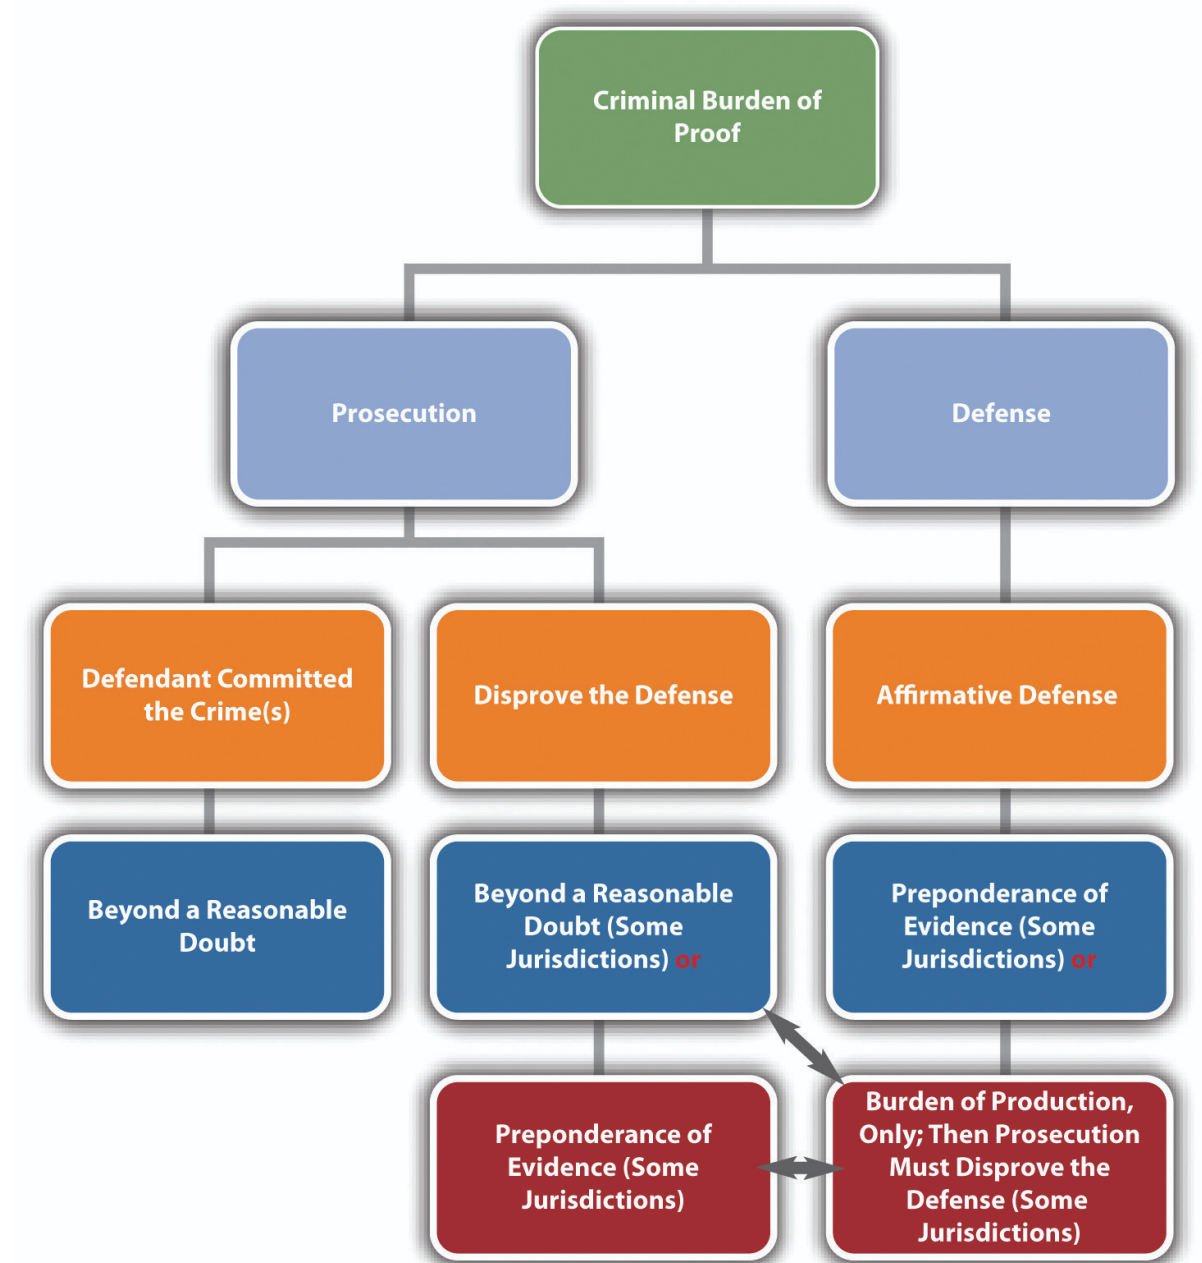 Criminal Burden of
Proof
Prosecution
Defense
Defendant Committed
the Crime(s)
Disprove the Defense
Affirmative Defense
Beyond a Reasonable
Doubt
Beyond a Reasonable
Doubt (Some
Jurisdictions) or
Preponderance of
Evidence (Some
Jurisdictions) or
Preponderance of
Evidence (Some
Jurisdictions)
Burden of Production,
Only; Then Prosecution
Must Disprove the
Defense (Some
Jurisdictions)